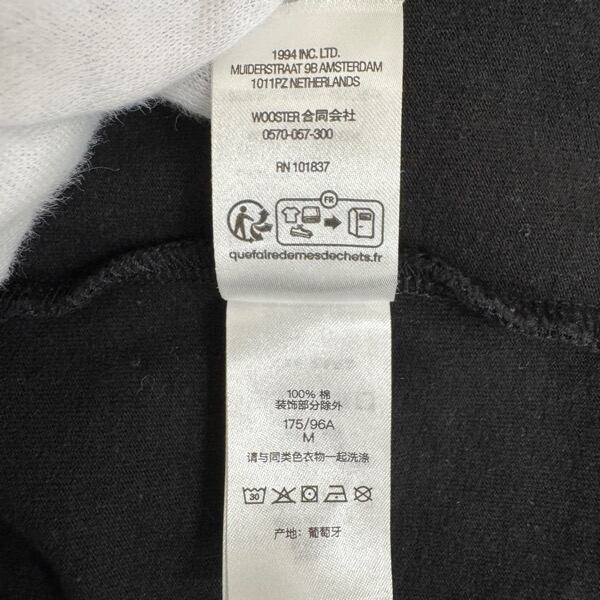 1994 INC. LTD.
MUIDERSTRAAT 9B AMSTERDAM
1011PZ NETHERLANDS
WOOSTER 合同会社
0570-057-300
RN 101837
FR
quefairedemesdechets.fr
100% 棉
装饰部分除外
175/96A
M
请与同类色衣物一起洗涤
30
产地: 葡萄牙